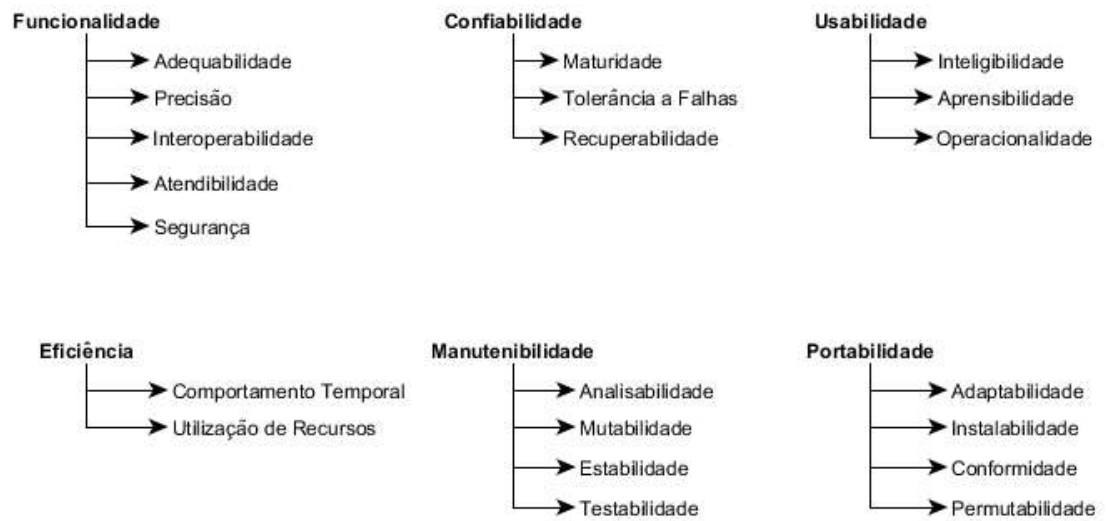 Funcionalidade
Adequabilidade
Precisão
Interoperabilidade
Atendibilidade
Segurança
Confiabilidade
Maturidade
Tolerância a Falhas
Recuperabilidade
Usabilidade
Inteligibilidade
Aprensibilidade
Operacionalidade
Eficiência
Comportamento Temporal
Utilização de Recursos
Manutenibilidade
Analisabilidade
Mutabilidade
Estabilidade
Testabilidade
Portabilidade
Adaptabilidade
Instalabilidade
Conformidade
Permutabilidade